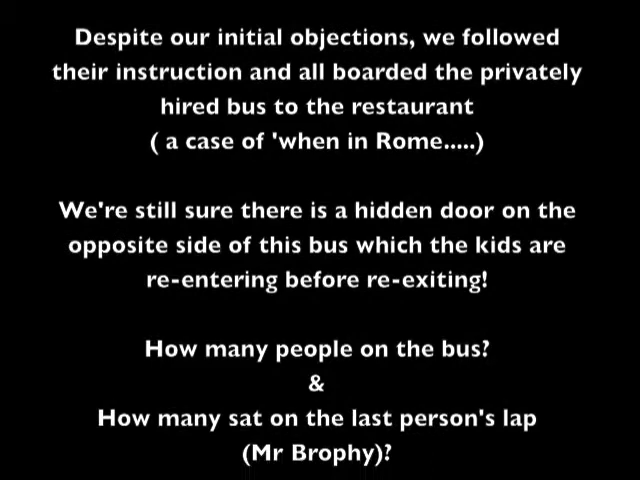 Despite our initial objections, we followed
their instruction and all boarded the privately
hired bus to the restaurant
( a case of 'when in Rome.....)
We're still sure there is a hidden door on the
opposite side of this bus which the kids are
re-entering before re-exiting!
How many people on the bus?
&
How many sat on the last person's lap
(Mr Brophy)?